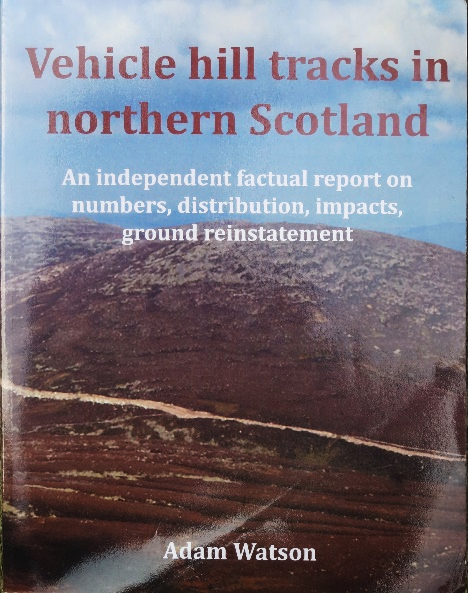 Vehicle hill tracks in
northern Scotland
An independent factual report on
numbers, distribution, impacts,
ground reinstatement
Adam Watson